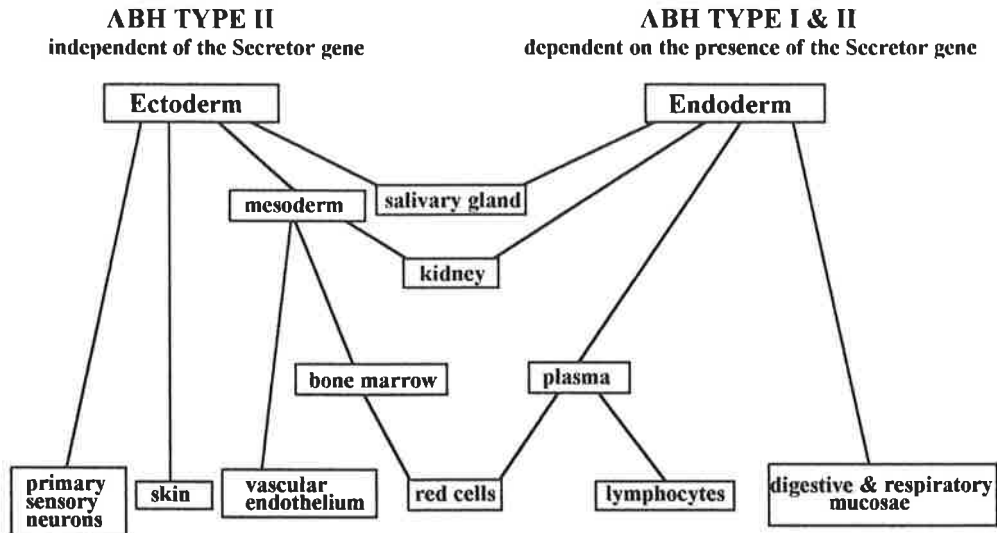 ABH TYPE II
independent of the Secretor gene
ABH TYPE I & II
dependent on the presence of the Secretor gene
Ectoderm
Endoderm
mesoderm
salivary gland
kidney
bone marrow
plasma
primary
sensory
neurons
skin
vascular
endothelium
red cells
lymphocytes
digestive & respiratory
mucosae